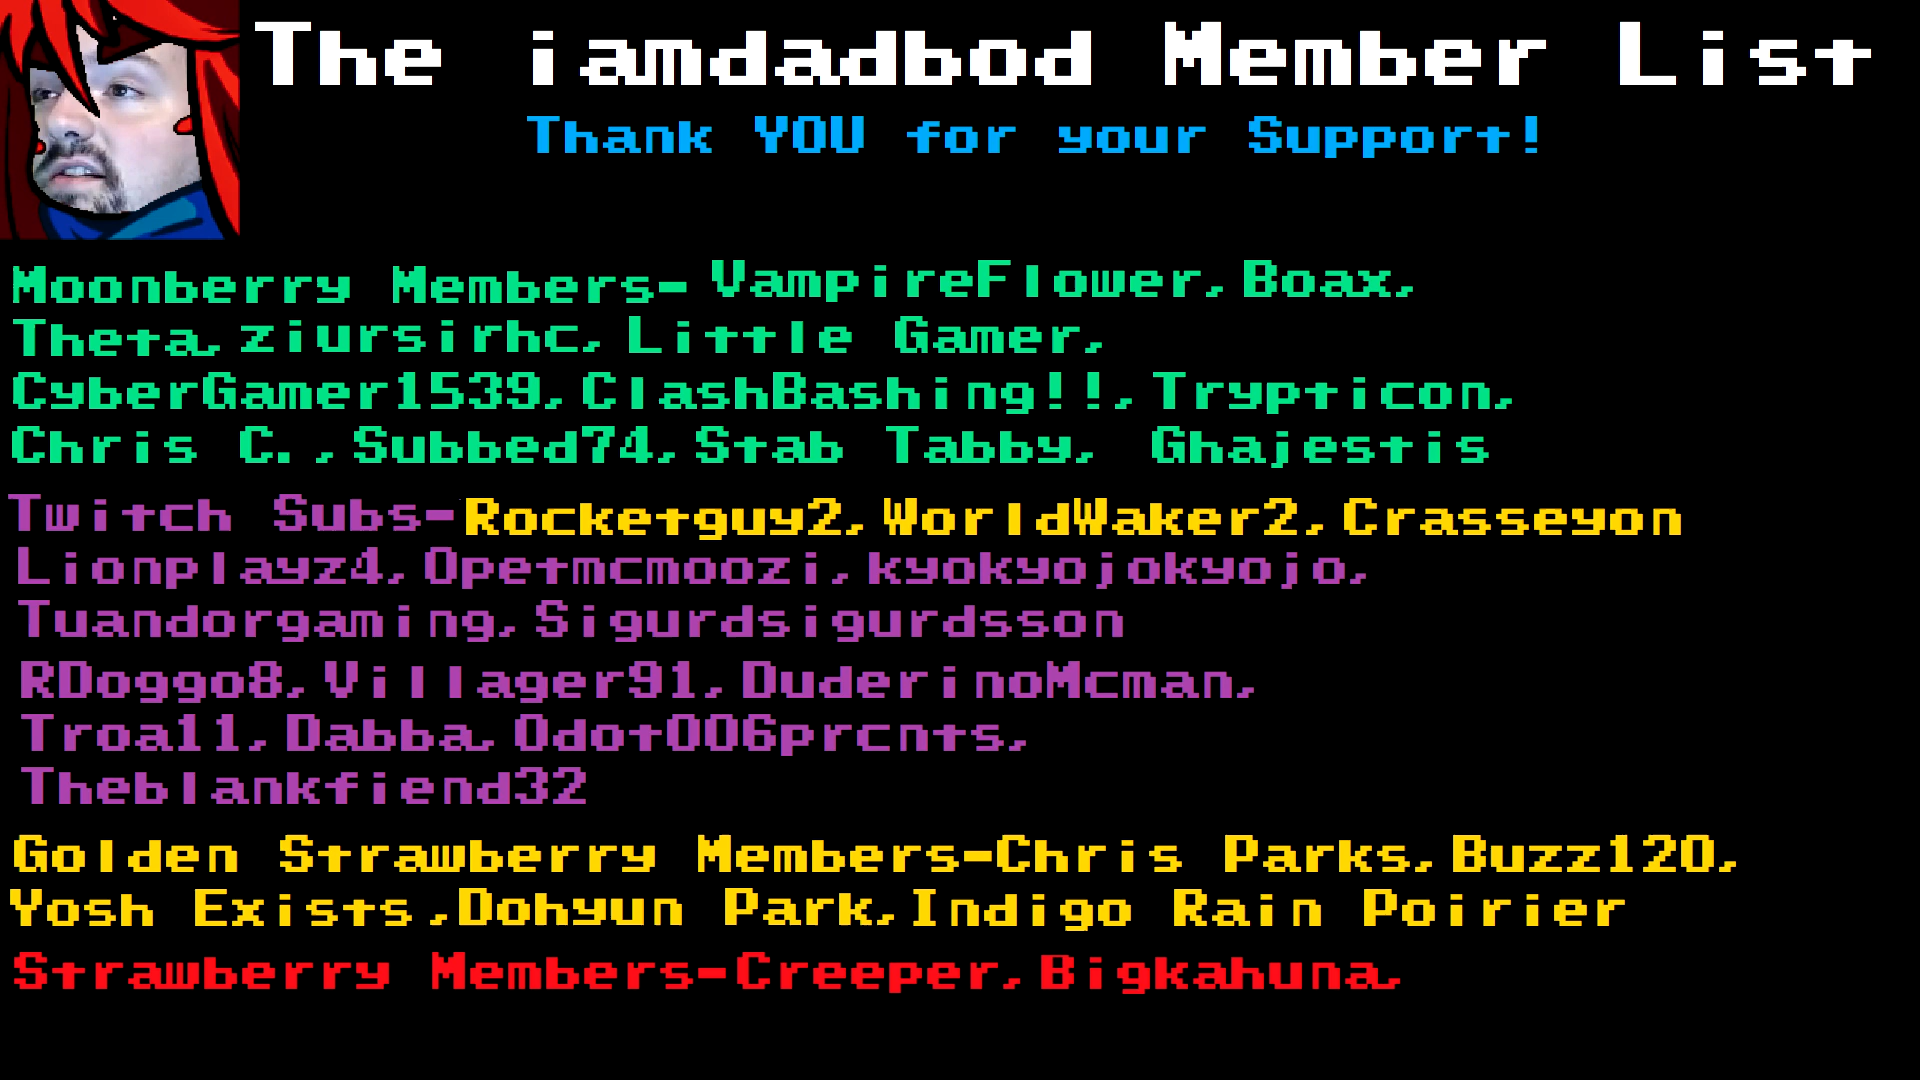 The iamdadbod Member List
Thank YOU for your Support!
Moonberry Members- VampireFlower, Boax,
Theta, ziursirhc, Little Gamer,
CyberGamer1539, ClashBashing!!, Trypticon,
Chris C. , Subbed74, Stab Tabby, Ghajestis
Twitch Subs-Rocketguy2, WorldWaker2, Crasseyon
Lionplayz4, Opetmcmoozi, kyokyojokyojo,
Tuandorgaming, Sigurdsigurdsson
RDoggo8, Villager91, DuderinoMcman,
Troa11, Dabba, Odot006prcnts,
Theblankfiend32
Golden Strawberry Members-Chris Parks, Buzz120,
Yosh Exists ,Dohyun Park, Indigo Rain Poirier
Strawberry Members-Creeper, Bigkahuna,